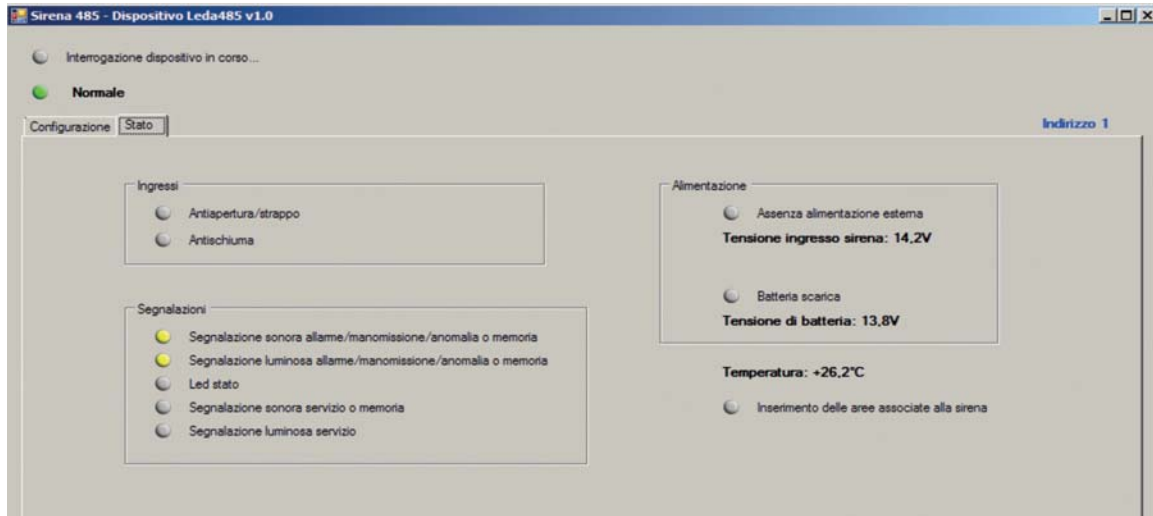 Sirena 485 - Dispositivo Leda485 v1.0
Interrogazione dispositivo in corso...
Normale
Configurazione
Stato
Indirizzo 1
Ingressi
Antiapertura/strappo
Antischiuma
Segnalazioni
Segnalazione sonora allarme/manomissione/anomalia o memoria
Segnalazione luminosa allarme/manomissione/anomalia o memoria
Led stato
Segnalazione sonora servizio o memoria
Segnalazione luminosa servizio
Alimentazione
Assenza alimentazione esterna
Tensione ingresso sirena: 14,2V
Batteria scarica
Tensione di batteria: 13,8V
Temperatura: +26,2°C
Inserimento delle aree associate alla sirena